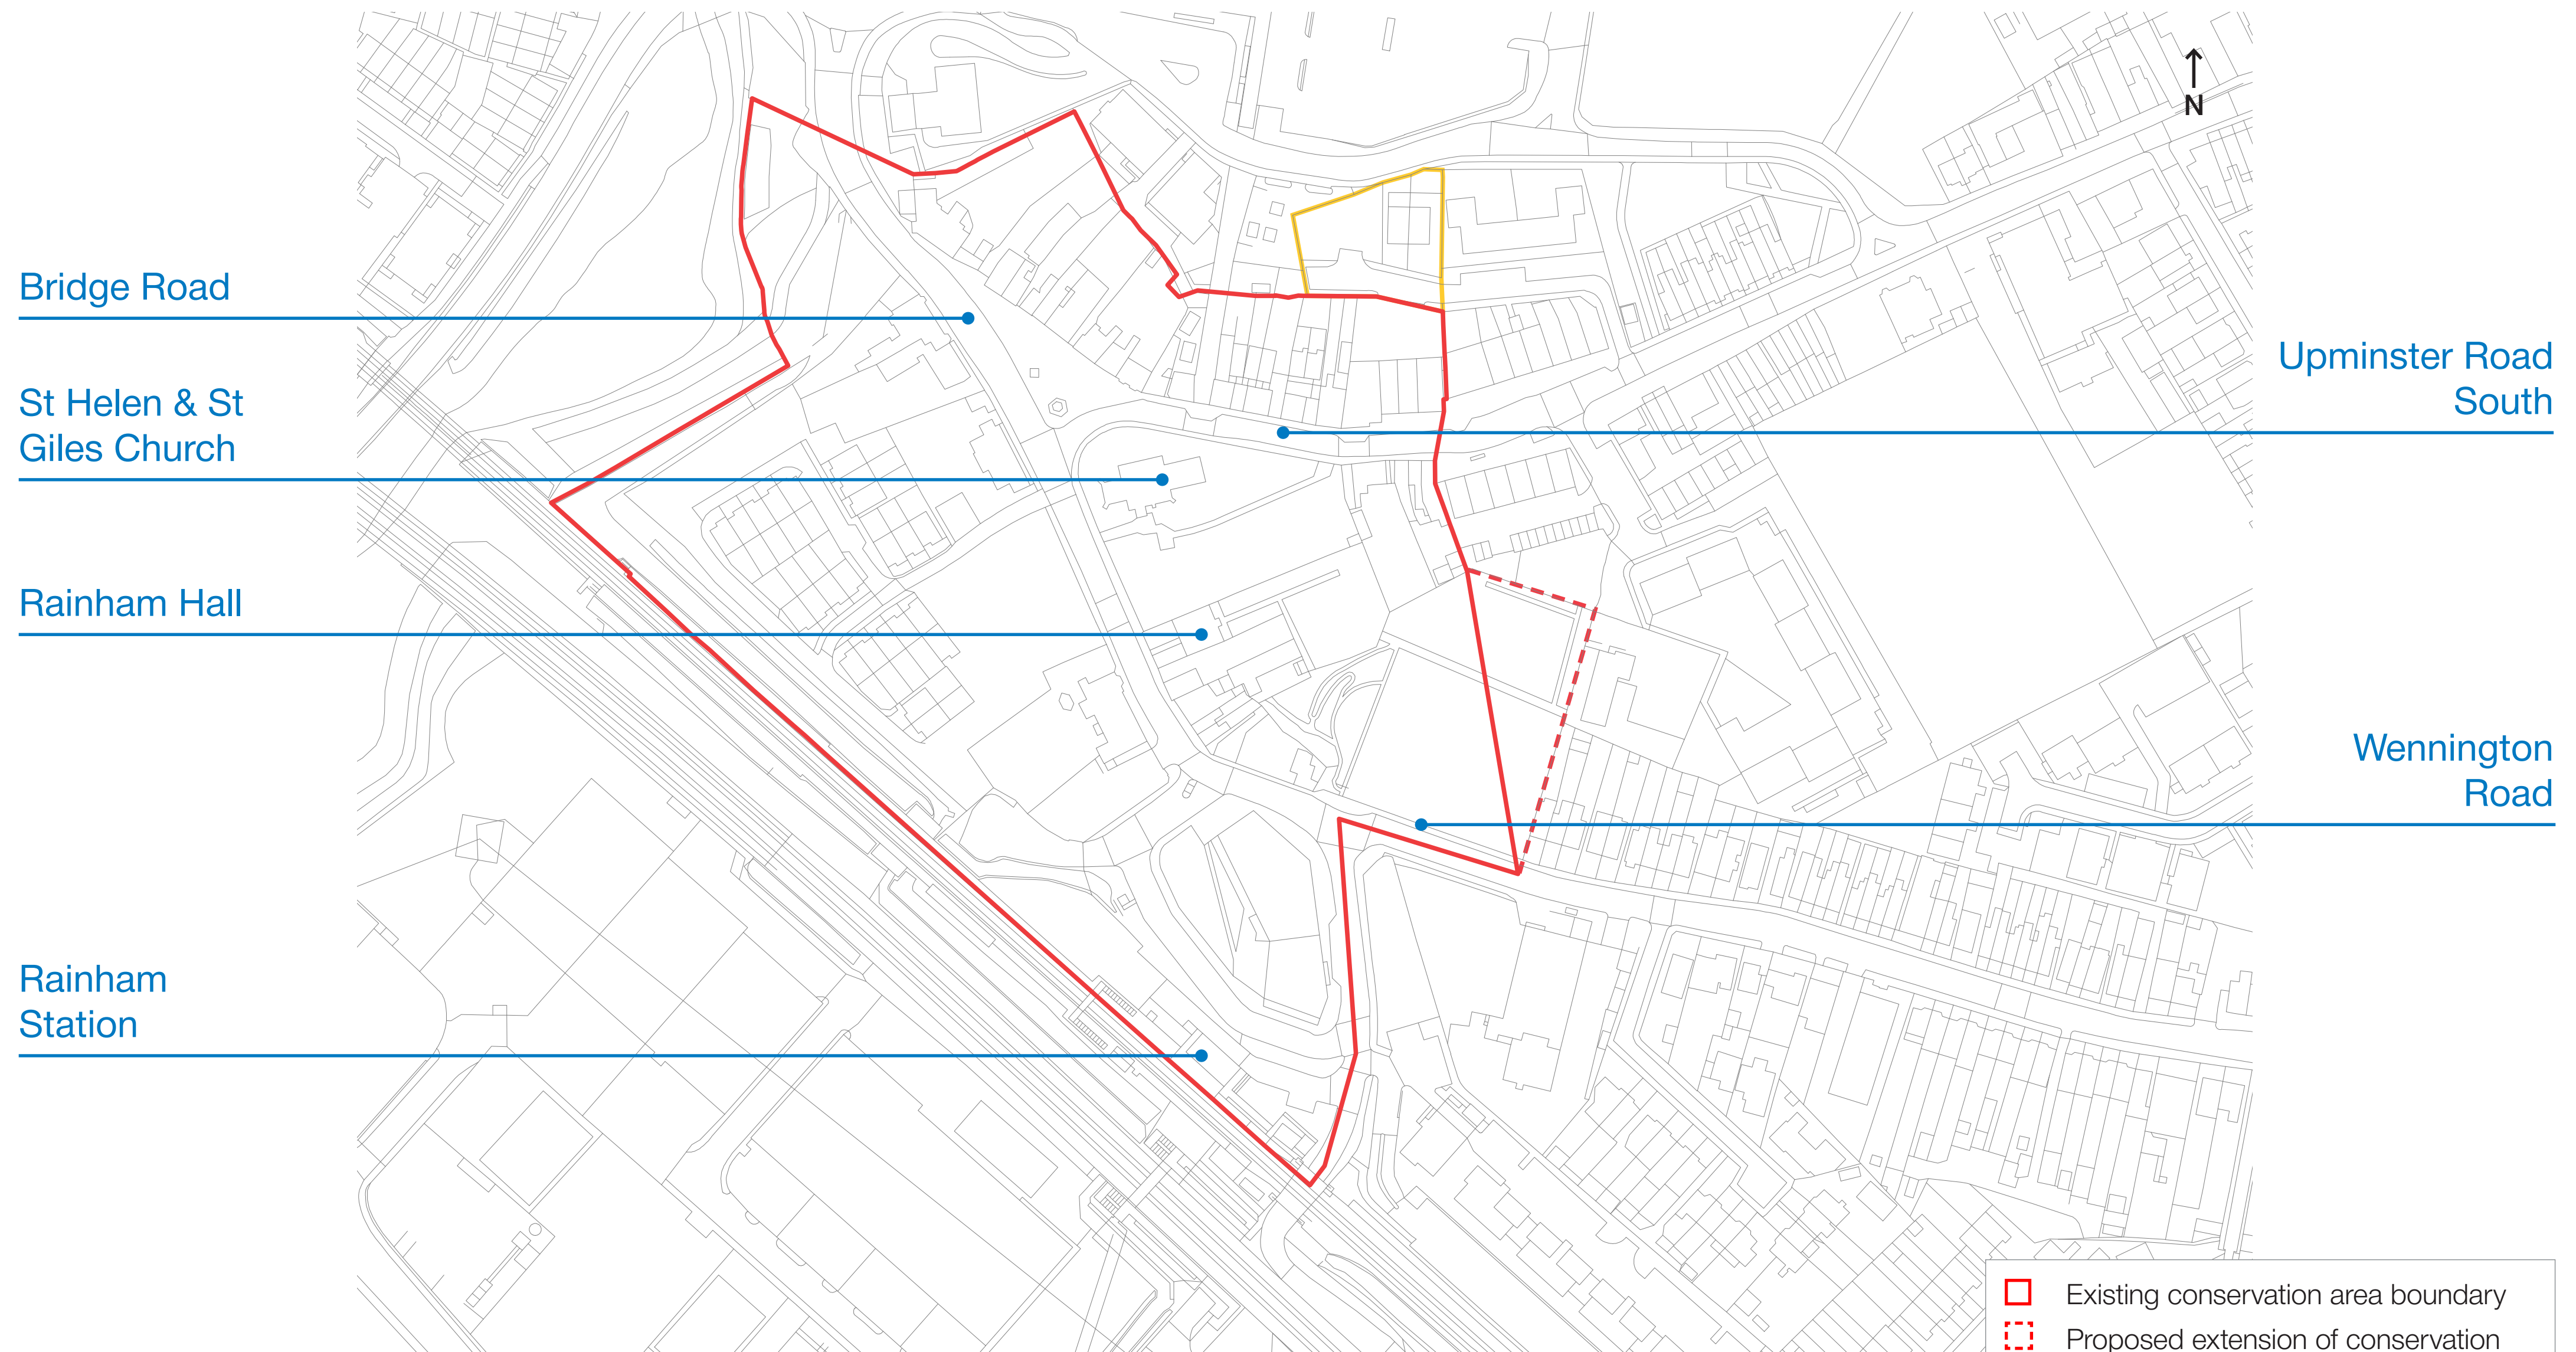 N
Bridge Road
St Helen & St
Giles Church
Rainham Hall
Rainham
Station
Upminster Road
South
Wennington
Road
Existing conservation area boundary
Proposed extension of conservation